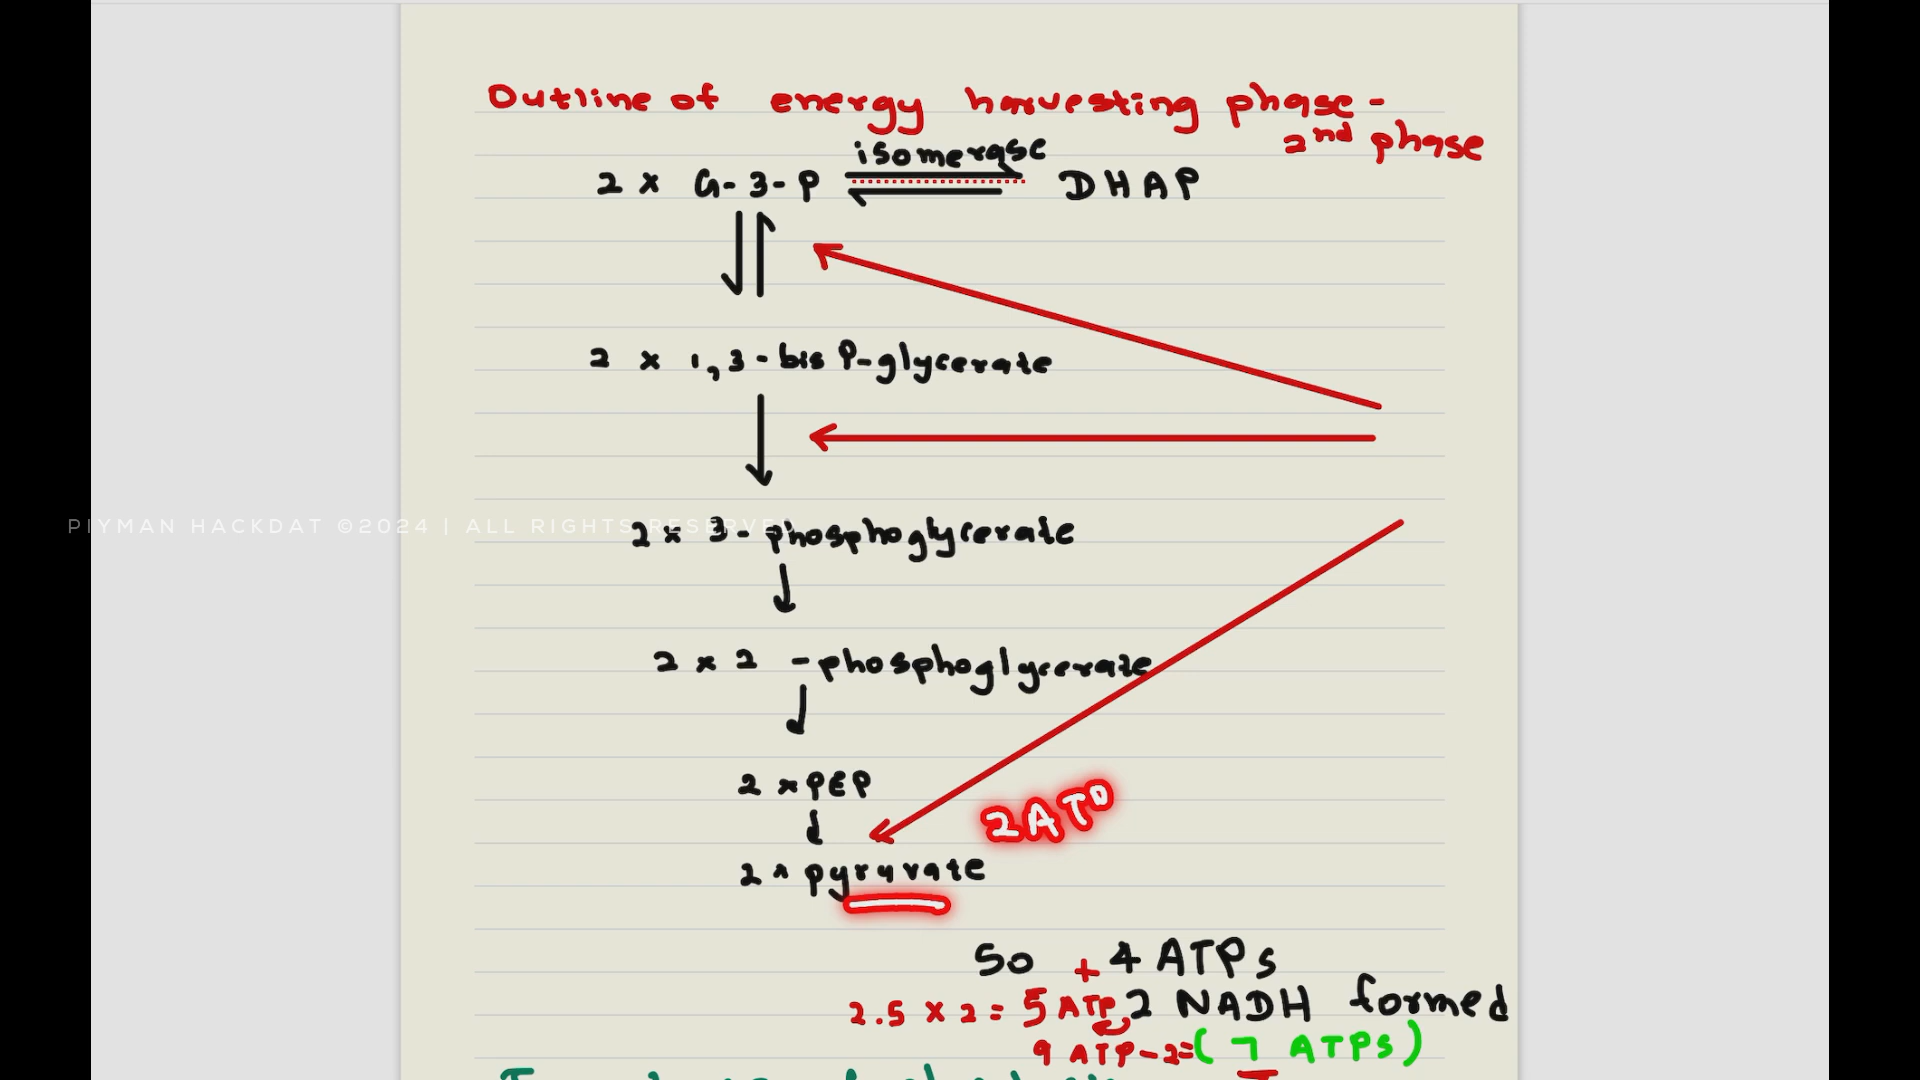 Outline of energy harvesting phase -
2nd phase
isomerase
2 x G-3-P DHAP
2 x 1,3-bis P-glycerate
PIYMAN HACKDAT ©2024 | ALL RIGHTS RESERVED
2 x 3-phosphoglycerate
2 x 2 -phosphoglycerate
2 x PEP
2ATP
2 x pyruvate
So + 4 ATPs
2.5 x 2 = 5 ATP 2 NADH formed
9 ATP-2=(7 ATPS)